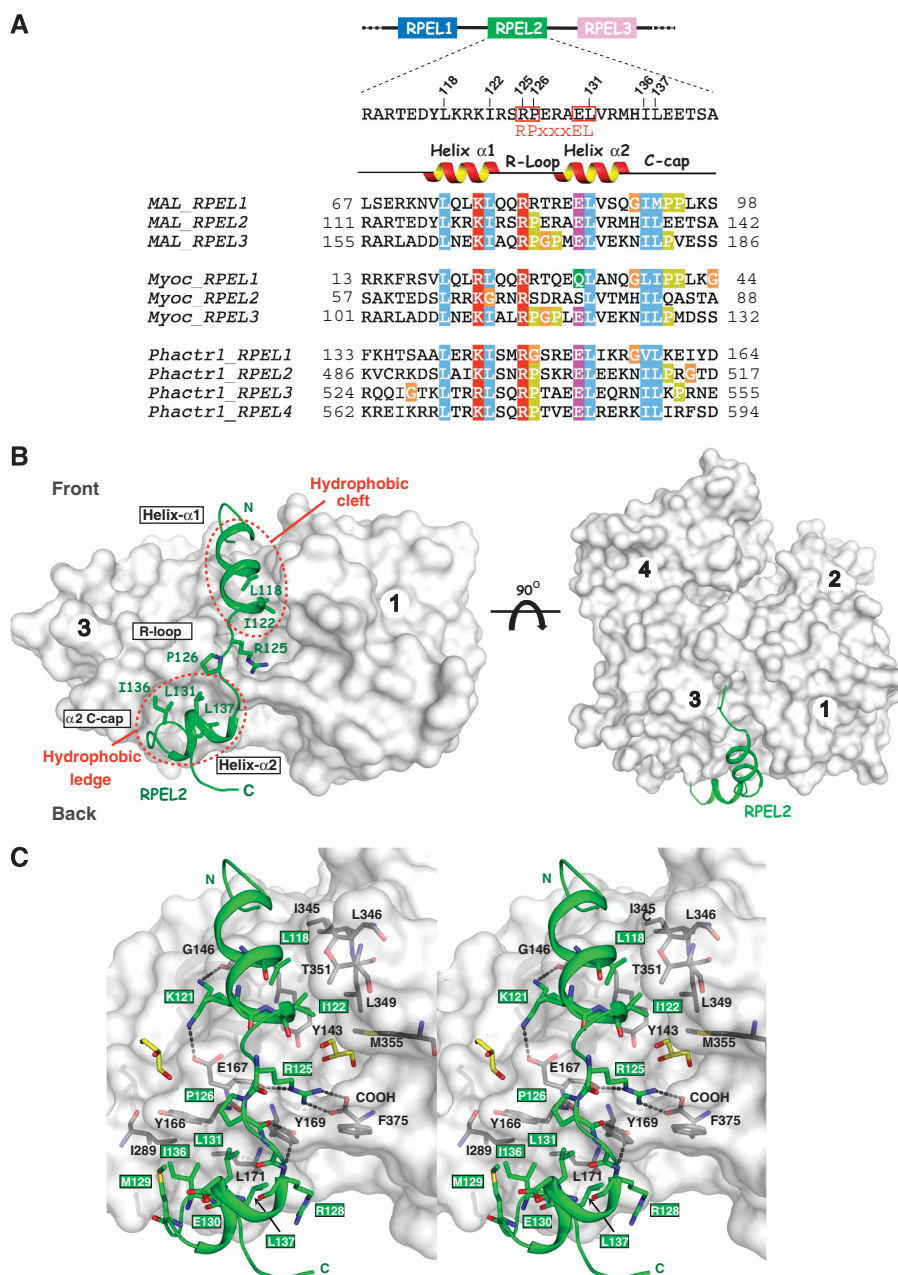 A
RPEL1 RPEL2 RPEL3
118 122 125 126 131 136 137
RARTEDYLKRKIRSRPERAELVRMHILEETSA
RPxxxEL
Helix α1 R-Loop Helix α2 C-cap
MAL_RPEL1 67 LSERKNVLQLKLQQRRTREELVSQGIMPPLKS 98
MAL_RPEL2 111 RARTEDYLKRKIRSRPERAELVRMHILEETSA 142
MAL_RPEL3 155 RARLADDLNEKIAQRPGPMELVEKNILPVESS 186
Myoc_RPEL1 13 RRKFRSVLQLRLQQRRTQEQLANQGLIPPLKG 44
Myoc_RPEL2 57 SAKTEDSLRRKGRNRSDRASLVTMHILQASTA 88
Myoc_RPEL3 101 RARLADDLNEKIALRPGPLELVEKNILPMDSS 132
Phactr1_RPEL1 133 FKHTSAALERKISMRGSREELIKRGVLKEIYD 164
Phactr1_RPEL2 486 KVCRKDSLAIKLSNRPSKRELEEKNILPRGTD 517
Phactr1_RPEL3 524 RQQIGTKLTRRLSQRPTAEELEQRNILKPRNE 555
Phactr1_RPEL4 562 KREIKRRLTRKLSQRPTVEELRERKILIRFSD 594
B
Front
Hydrophobic cleft
Helix-α1
N
L118
I122
R-loop
R125
P126
I136
L131
L137
α2 C-cap
Hydrophobic ledge
Helix-α2
RPEL2
C
Back
3
1
90°
4
2
3
1
RPEL2
C
N
I345
L346
L118
G146
T351
K121
I122
L349
Y143
M355
E167
R125
P126
COOH
Y166
Y169
F375
L131
I289
I136
L171
M129
R128
E130
L137
C
N
I345
C
L346
L118
G146
T351
K121
I122
L349
Y143
M355
E167
R125
P126
COOH
Y166
Y169
F375
L131
I289
I136
L171
M129
R128
E130
L137
C